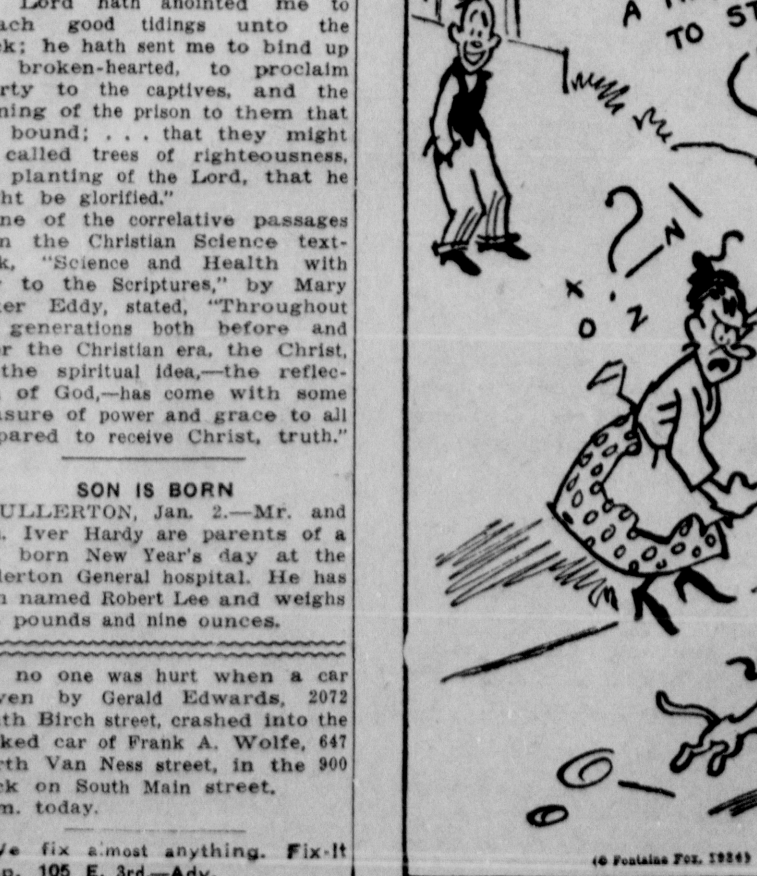 Lord hath anointed me to
ach good tidings unto the
k; he hath sent me to bind up
broken-hearted, to proclaim
rty to the captives, and the
ning of the prison to them that
bound; . . . that they might
called trees of righteousness,
planting of the Lord, that he
ht be glorified."
ne of the correlative passages
n the Christian Science text-
k, "Science and Health with
to the Scriptures," by Mary
er Eddy, stated, "Throughout
generations both before and
r the Christian era, the Christ,
the spiritual idea,—the reflec-
of God,—has come with some
sure of power and grace to all
pared to receive Christ, truth."
SON IS BORN
ULLERTON, Jan. 2.—Mr. and
. Iver Hardy are parents of a
born New Year's day at the
lerton General hospital. He has
n named Robert Lee and weighs
pounds and nine ounces.
no one was hurt when a car
ven by Gerald Edwards, 2072
th Birch street, crashed into the
ked car of Frank A. Wolfe, 647
rth Van Ness street, in the 900
ck on South Main street,
m. today.
We fix almost anything. Fix-It
p. 105 E. 3rd—Adv.
A
TO ST
? N
X
O N
(© Fontaine Fox, 1934)